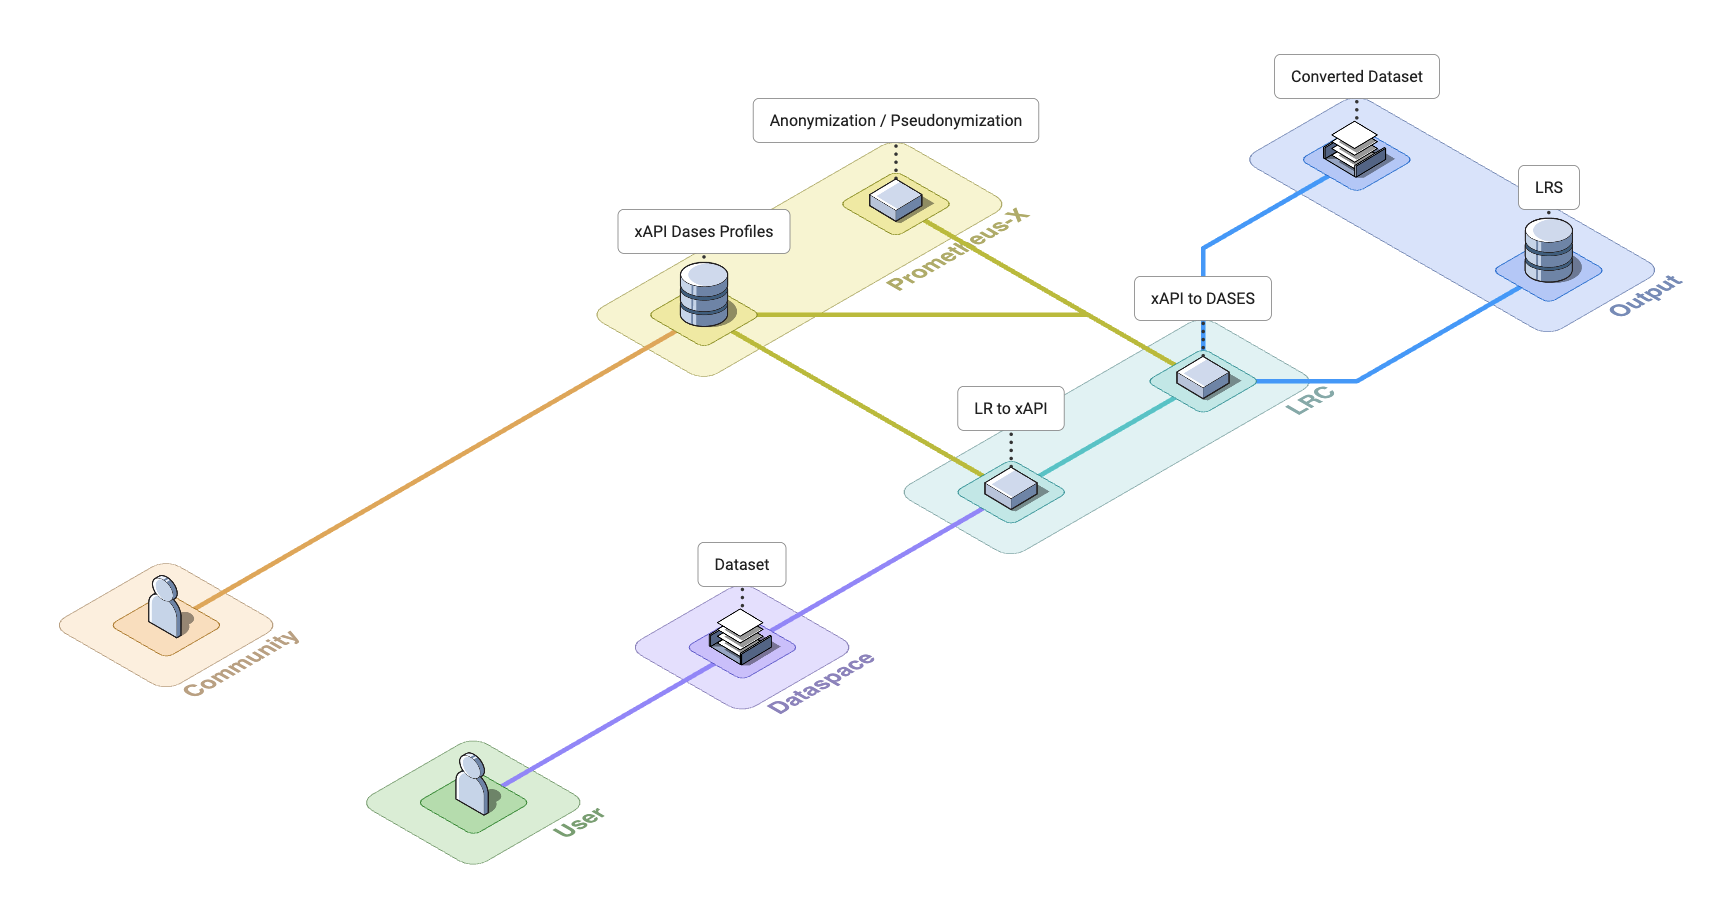 Converted Dataset
Anonymization / Pseudonymization
LRS
xAPI Dases Profiles
Prometheus-X
Output
xAPI to DASES
LRC
LR to xAPI
Dataset
Community
Dataspace
User